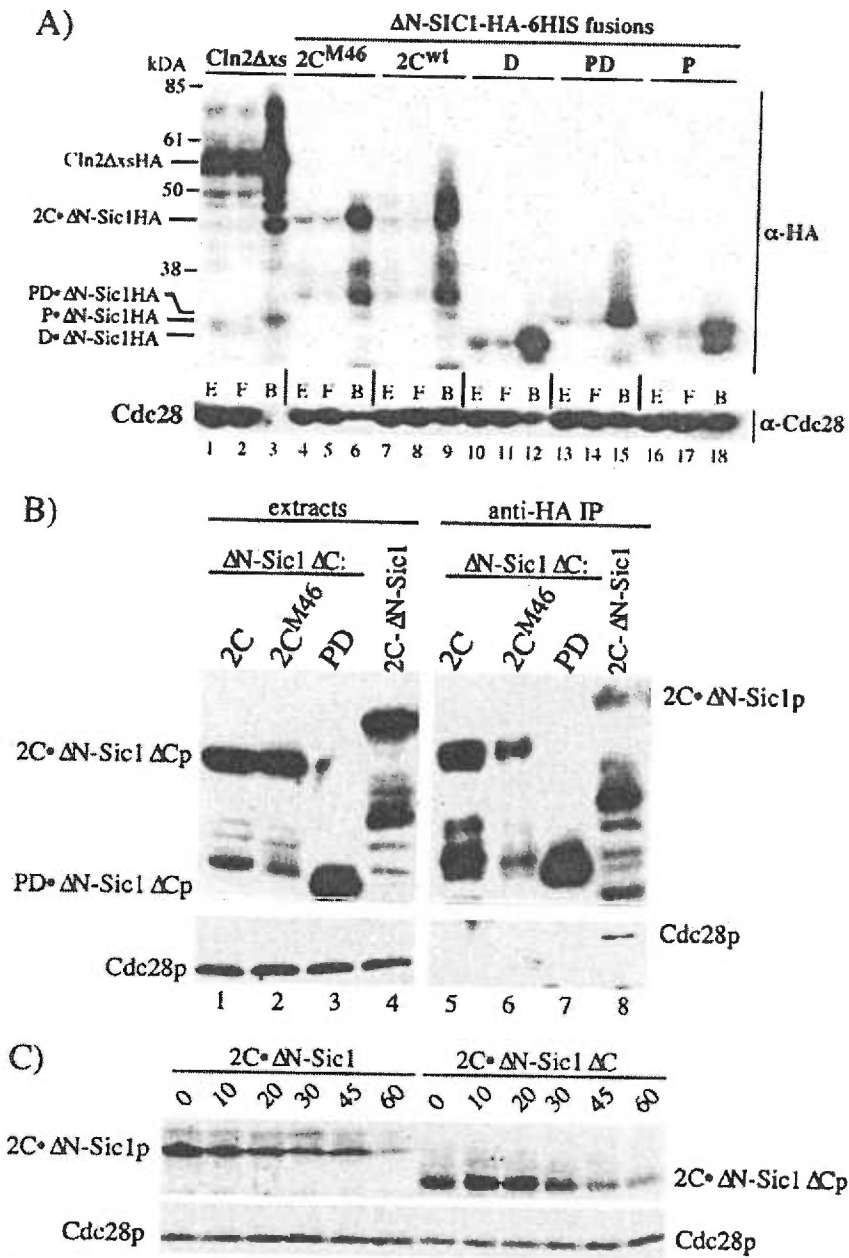 A)
ΔN-SIC1-HA-6HIS fusions
kDA Cln2Δxs 2C^M46 2C^wt D PD P
85
61
Cln2ΔxsHA
50
2C•ΔN-Sic1HA
α-HA
38
PD•ΔN-Sic1HA
P•ΔN-Sic1HA
D•ΔN-Sic1HA
E F B E F B E F B E F B E F B E F B
Cdc28
α-Cdc28
1 2 3 4 5 6 7 8 9 10 11 12 13 14 15 16 17 18
B)
extracts anti-HA IP
ΔN-Sic1 ΔC: ΔN-Sic1 ΔC:
2C 2C^M46 PD 2C-ΔN-Sic1 2C 2C^M46 PD 2C-ΔN-Sic1
2C•ΔN-Sic1p
2C•ΔN-Sic1 ΔCp
PD•ΔN-Sic1 ΔCp
Cdc28p
Cdc28p
1 2 3 4 5 6 7 8
C)
2C•ΔN-Sic1 2C•ΔN-Sic1 ΔC
0 10 20 30 45 60 0 10 20 30 45 60
2C•ΔN-Sic1p
2C•ΔN-Sic1 ΔCp
Cdc28p Cdc28p